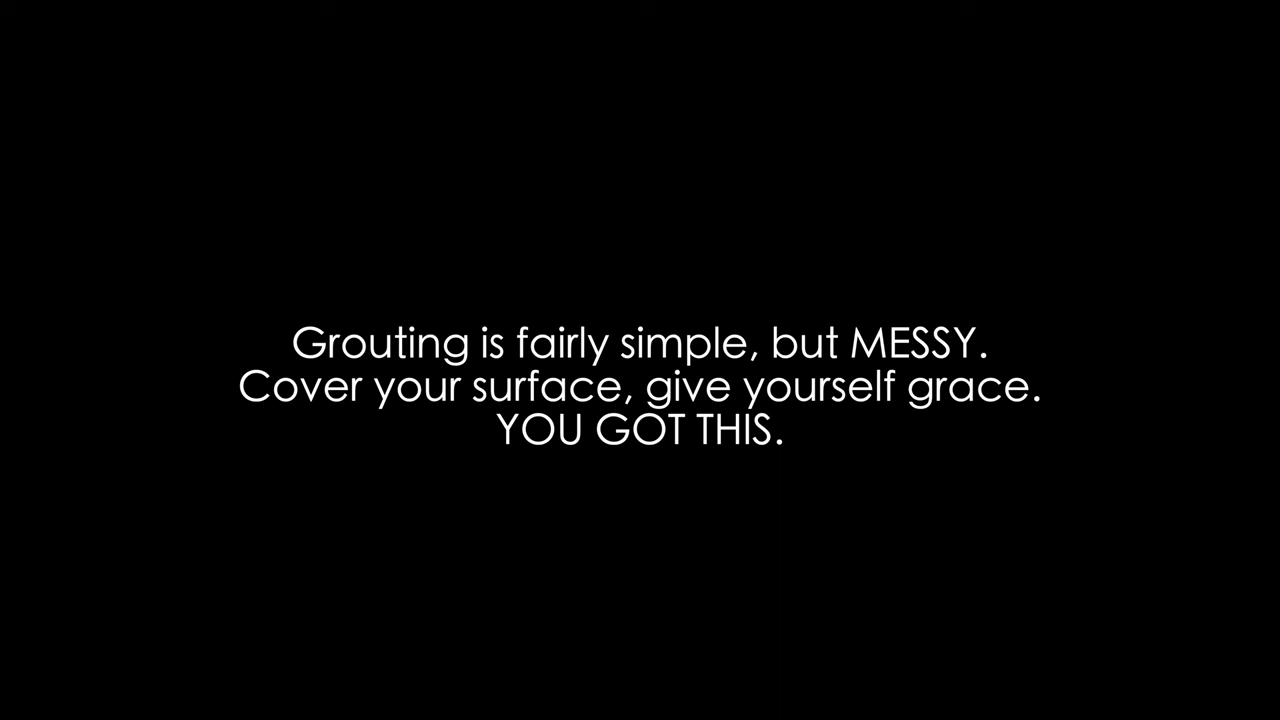 Grouting is fairly simple, but MESSY.
Cover your surface, give yourself grace.
YOU GOT THIS.